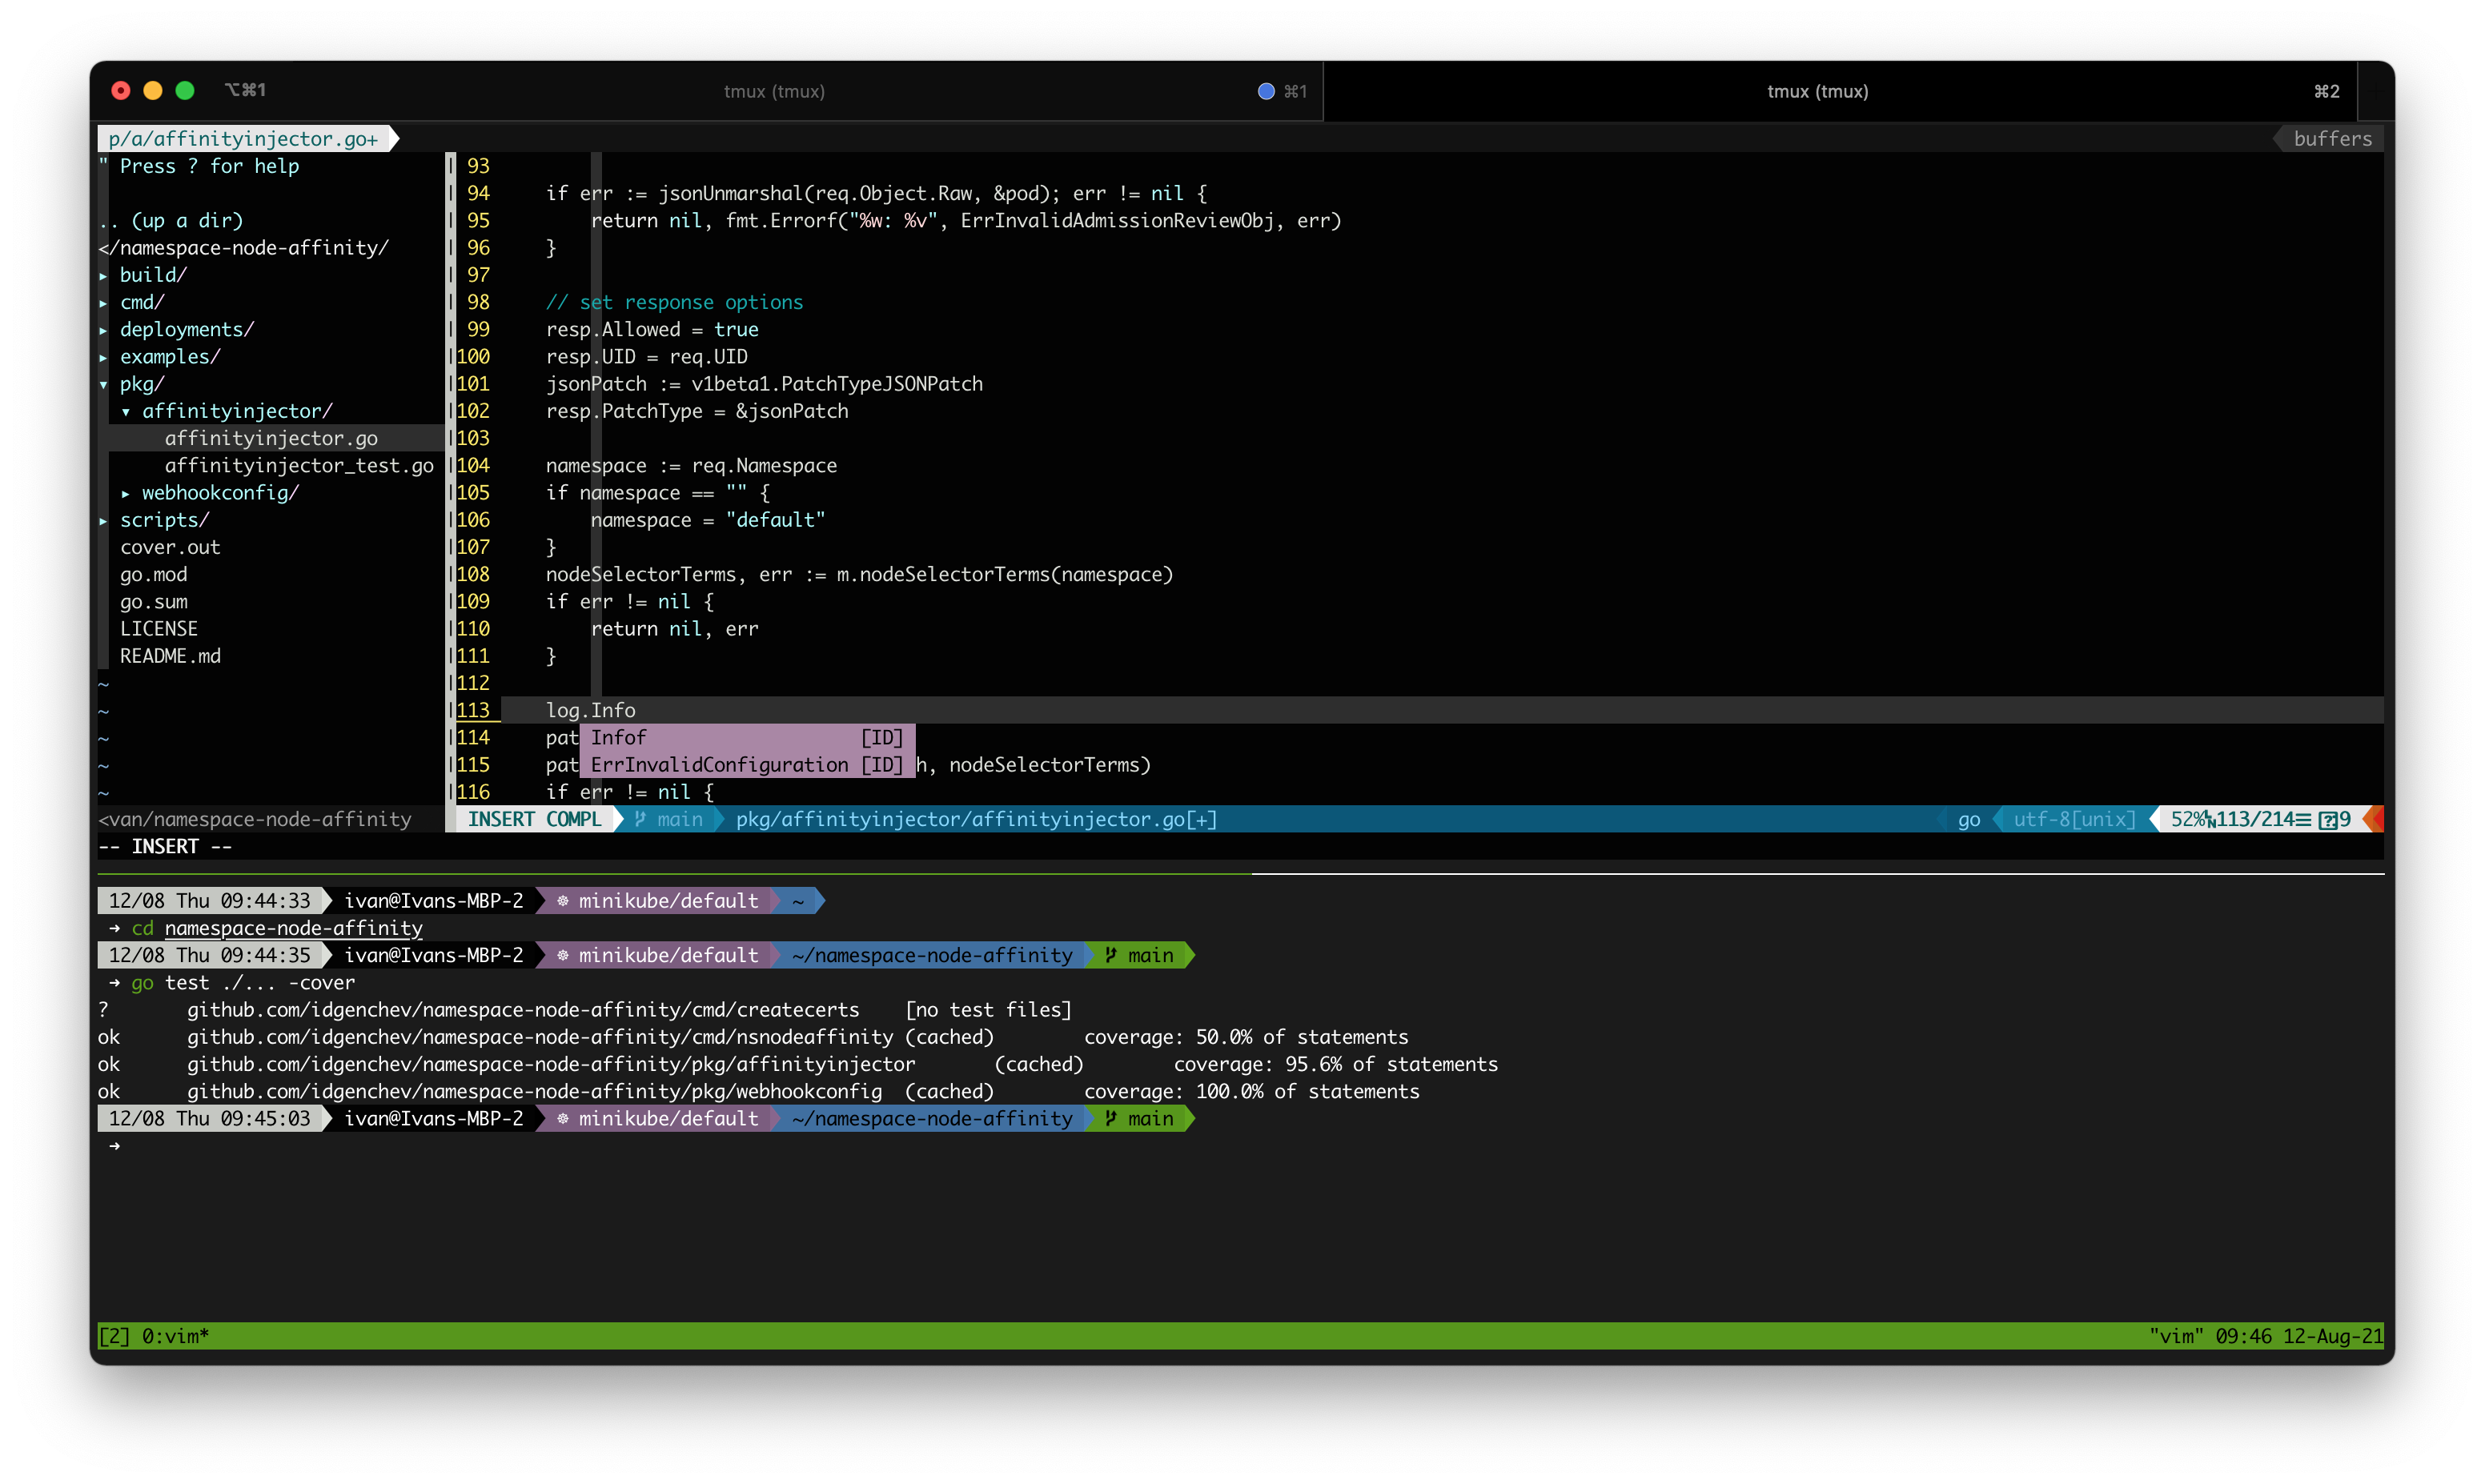 ⌥⌘1 tmux (tmux) ⌘1 tmux (tmux) ⌘2
p/a/affinityinjector.go+ buffers
" Press ? for help
.. (up a dir)
</namespace-node-affinity/
▸ build/
▸ cmd/
▸ deployments/
▸ examples/
▾ pkg/
▾ affinityinjector/
affinityinjector.go
affinityinjector_test.go
▸ webhookconfig/
▸ scripts/
cover.out
go.mod
go.sum
LICENSE
README.md
~
~
~
~
~
<van/namespace-node-affinity
93
94 if err := jsonUnmarshal(req.Object.Raw, &pod); err != nil {
95 return nil, fmt.Errorf("%w: %v", ErrInvalidAdmissionReviewObj, err)
96 }
97
98 // set response options
99 resp.Allowed = true
100 resp.UID = req.UID
101 jsonPatch := v1beta1.PatchTypeJSONPatch
102 resp.PatchType = &jsonPatch
103
104 namespace := req.Namespace
105 if namespace == "" {
106 namespace = "default"
107 }
108 nodeSelectorTerms, err := m.nodeSelectorTerms(namespace)
109 if err != nil {
110 return nil, err
111 }
112
113 log.Info
114 pat Infof [ID]
115 pat ErrInvalidConfiguration [ID] h, nodeSelectorTerms)
116 if err != nil {
INSERT COMPL main pkg/affinityinjector/affinityinjector.go[+] go utf-8[unix] 52% 113/214☰ 9
-- INSERT --
12/08 Thu 09:44:33 ivan@Ivans-MBP-2 ☸ minikube/default ~
➜ cd namespace-node-affinity
12/08 Thu 09:44:35 ivan@Ivans-MBP-2 ☸ minikube/default ~/namespace-node-affinity main
➜ go test ./... -cover
? github.com/idgenchev/namespace-node-affinity/cmd/createcerts [no test files]
ok github.com/idgenchev/namespace-node-affinity/cmd/nsnodeaffinity (cached) coverage: 50.0% of statements
ok github.com/idgenchev/namespace-node-affinity/pkg/affinityinjector (cached) coverage: 95.6% of statements
ok github.com/idgenchev/namespace-node-affinity/pkg/webhookconfig (cached) coverage: 100.0% of statements
12/08 Thu 09:45:03 ivan@Ivans-MBP-2 ☸ minikube/default ~/namespace-node-affinity main
➜
[2] 0:vim* "vim" 09:46 12-Aug-21